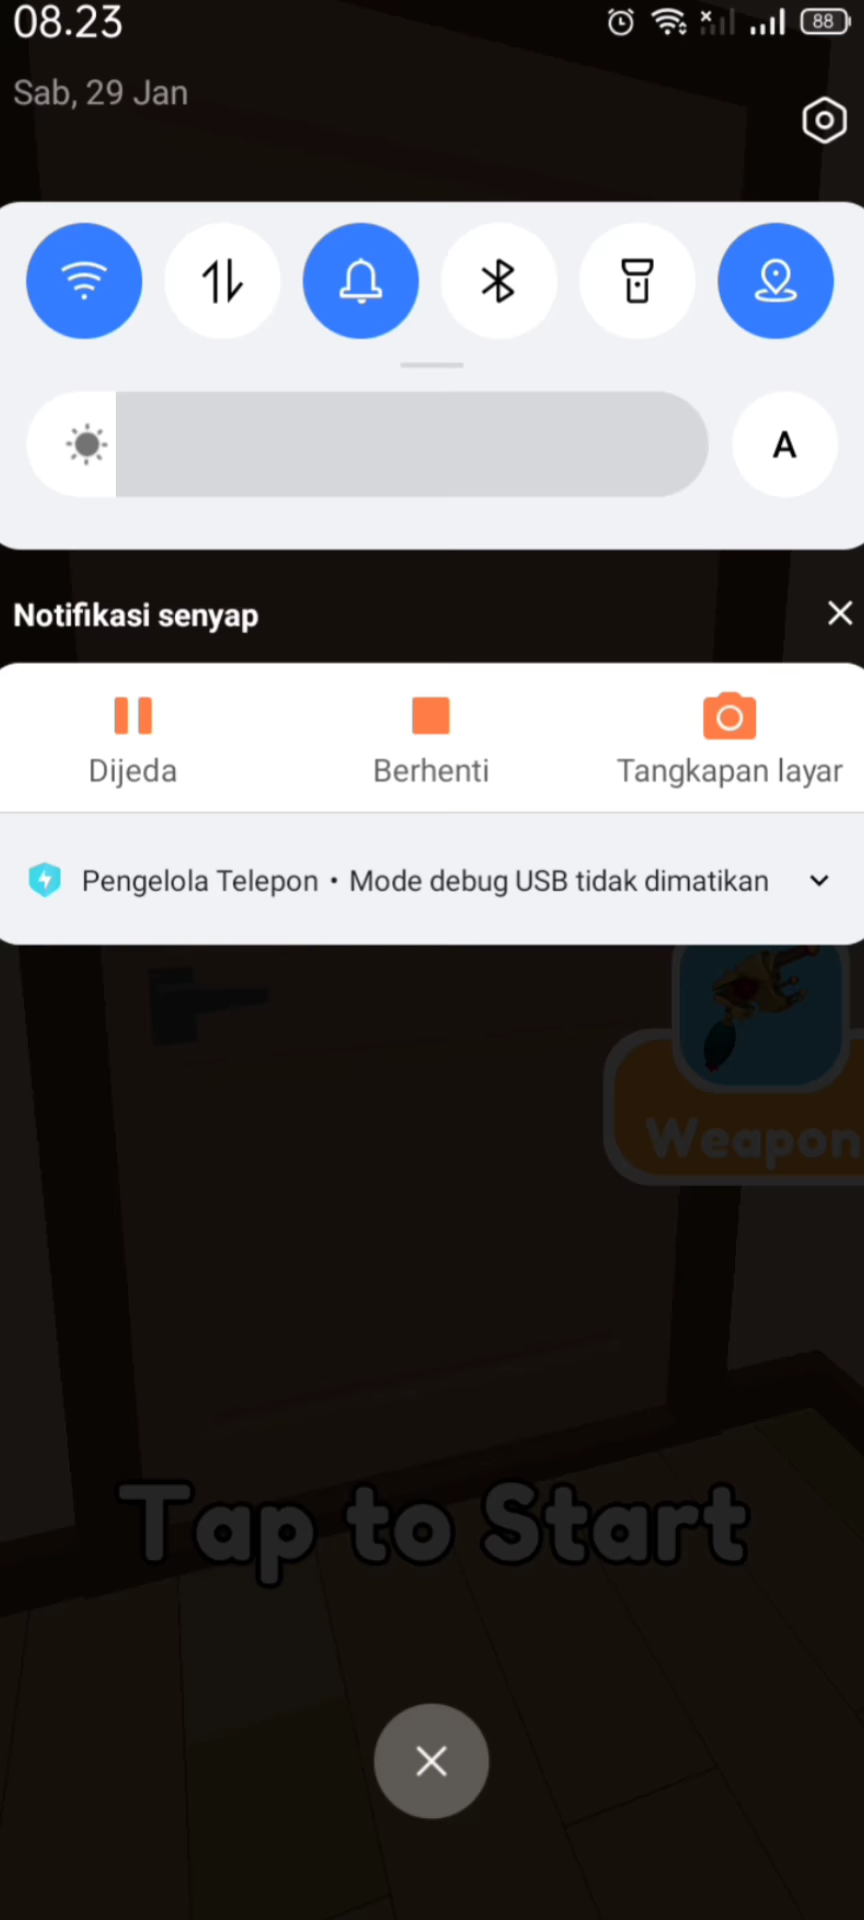 08.23
88
Sab, 29 Jan
A
Notifikasi senyap
Dijeda
Berhenti
Tangkapan layar
Pengelola Telepon • Mode debug USB tidak dimatikan
Weapon
Tap to Start